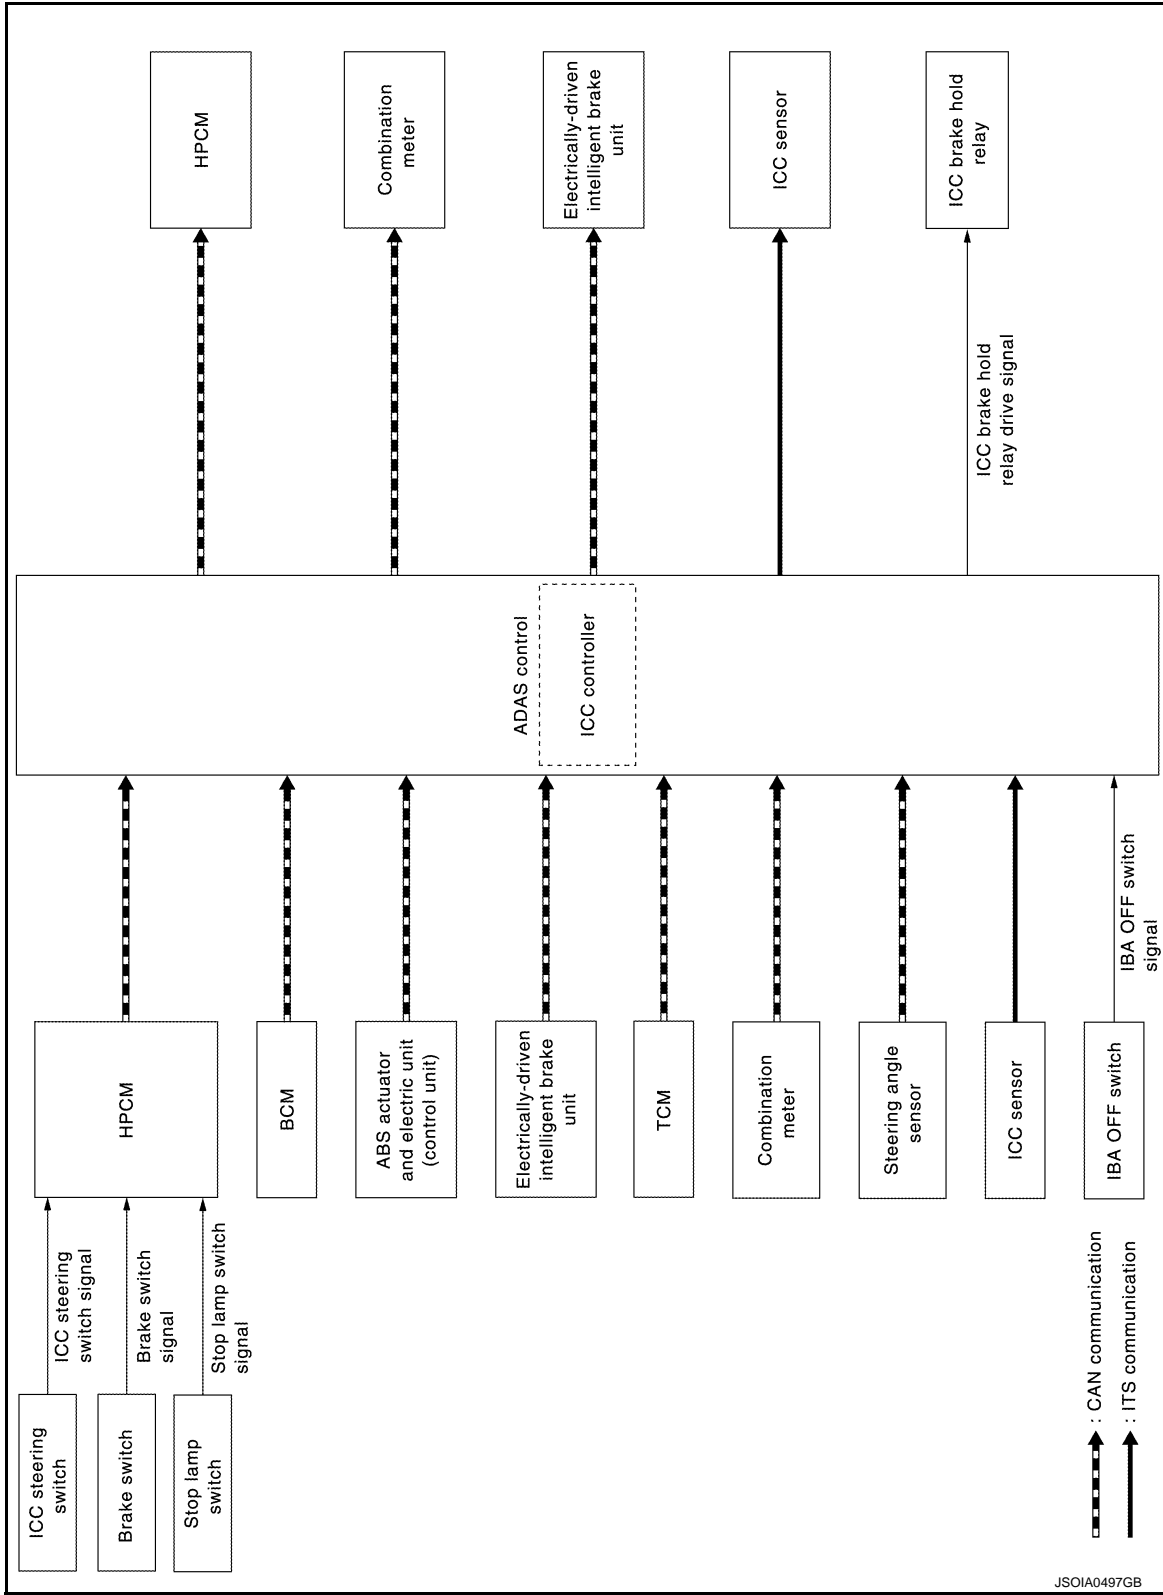 ICC steering
switch
Brake switch
Stop lamp
switch
ICC steering
switch signal
Brake switch
signal
Stop lamp switch
signal
HPCM
BCM
ABS actuator
and electric unit
(control unit)
Electrically-driven
intelligent brake
unit
TCM
Combination
meter
Steering angle
sensor
ICC sensor
IBA OFF switch
IBA OFF switch
signal
ADAS control
ICC controller
HPCM
Combination
meter
Electrically-driven
intelligent brake
unit
ICC sensor
ICC brake hold
relay
ICC brake hold
relay drive signal
: CAN communication
: ITS communication
JSOIA0497GB